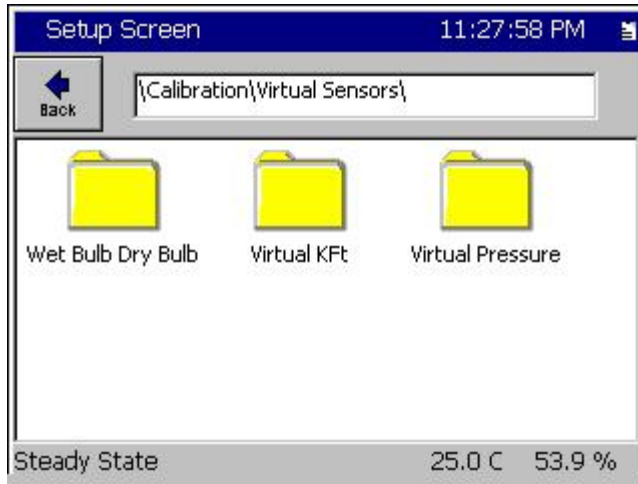 Setup Screen 11:27:58 PM
Back
\Calibration\Virtual Sensors\
Wet Bulb Dry Bulb Virtual KFt Virtual Pressure
Steady State 25.0 C 53.9 %